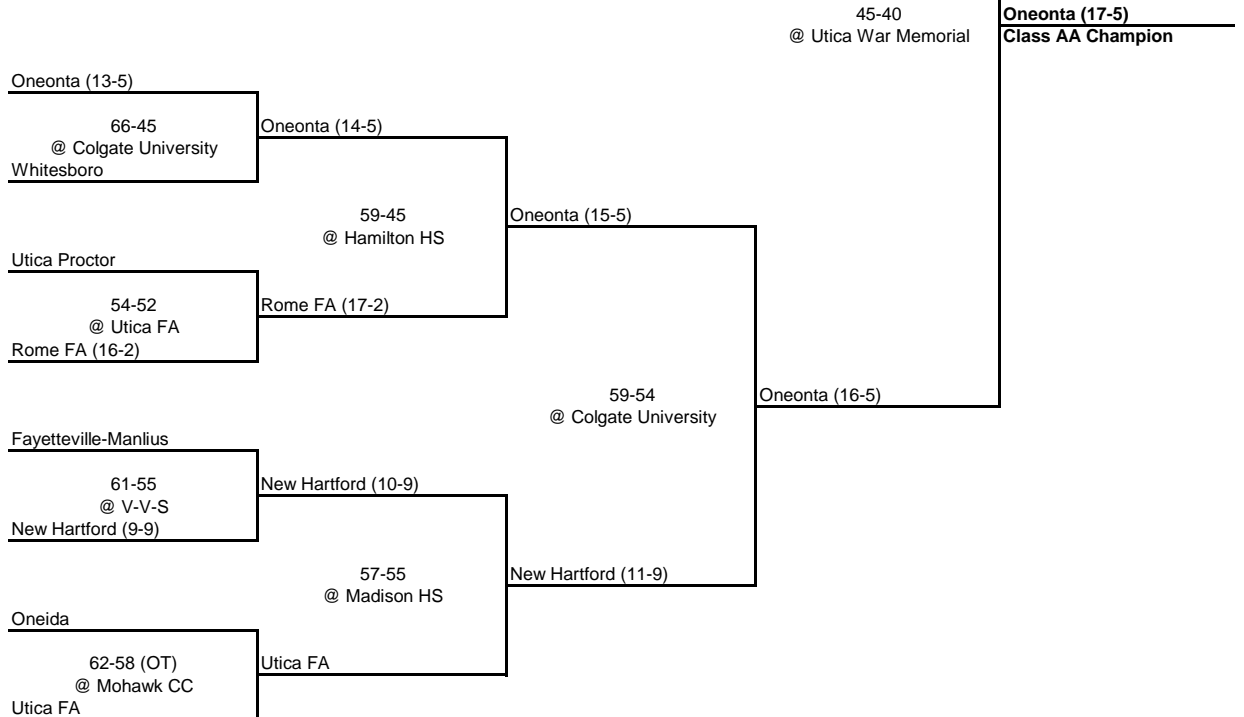 45-40
@ Utica War Memorial
Oneonta (17-5)
Class AA Champion
Oneonta (13-5)
66-45
@ Colgate University
Whitesboro
Oneonta (14-5)
59-45
@ Hamilton HS
Oneonta (15-5)
Utica Proctor
54-52
@ Utica FA
Rome FA (16-2)
Rome FA (17-2)
59-54
@ Colgate University
Oneonta (16-5)
Fayetteville-Manlius
61-55
@ V-V-S
New Hartford (9-9)
New Hartford (10-9)
57-55
@ Madison HS
New Hartford (11-9)
Oneida
62-58 (OT)
@ Mohawk CC
Utica FA
Utica FA